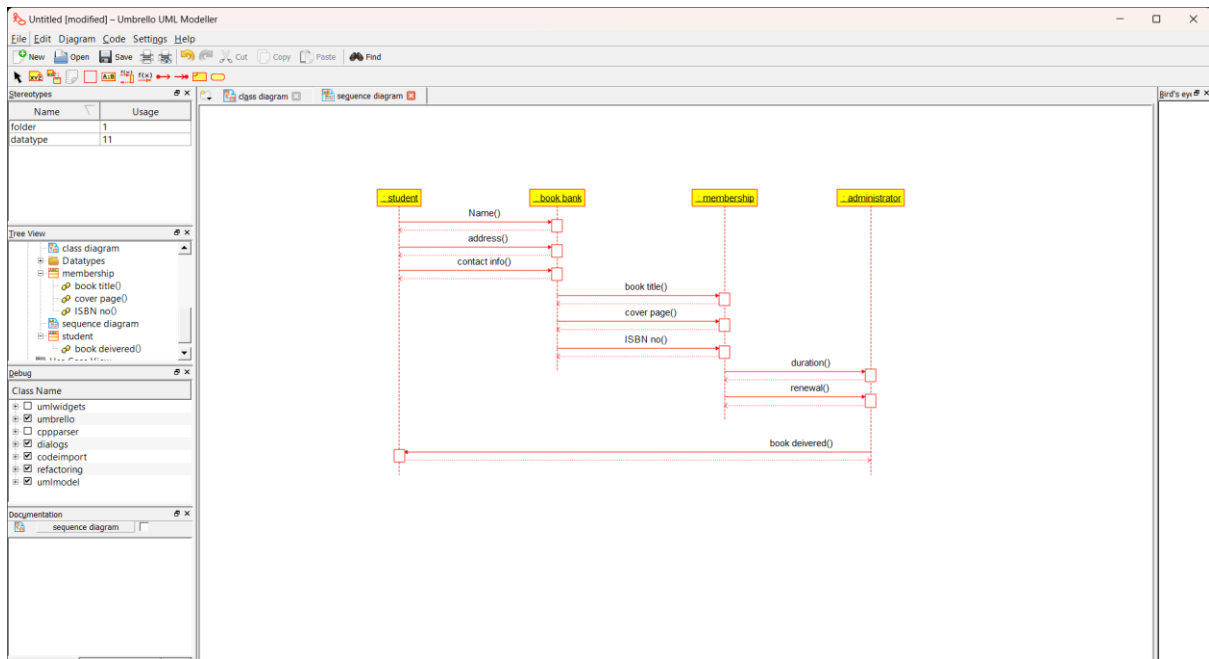 Untitled [modified] – Umbrello UML Modeller
File Edit Diagram Code Settings Help
New Open Save Cut Copy Paste Find
Stereotypes
Name Usage
folder 1
datatype 11
Tree View
class diagram
Datatypes
membership
book title()
cover page()
ISBN no()
sequence diagram
student
book deivered()
Debug
Class Name
umlwidgets
umbrello
cppparser
dialogs
codeimport
refactoring
umlmodel
Documentation
sequence diagram
class diagram sequence diagram
: student : book bank : membership : administrator
Name()
address()
contact info()
book title()
cover page()
ISBN no()
duration()
renewal()
book deivered()
Bird's eye